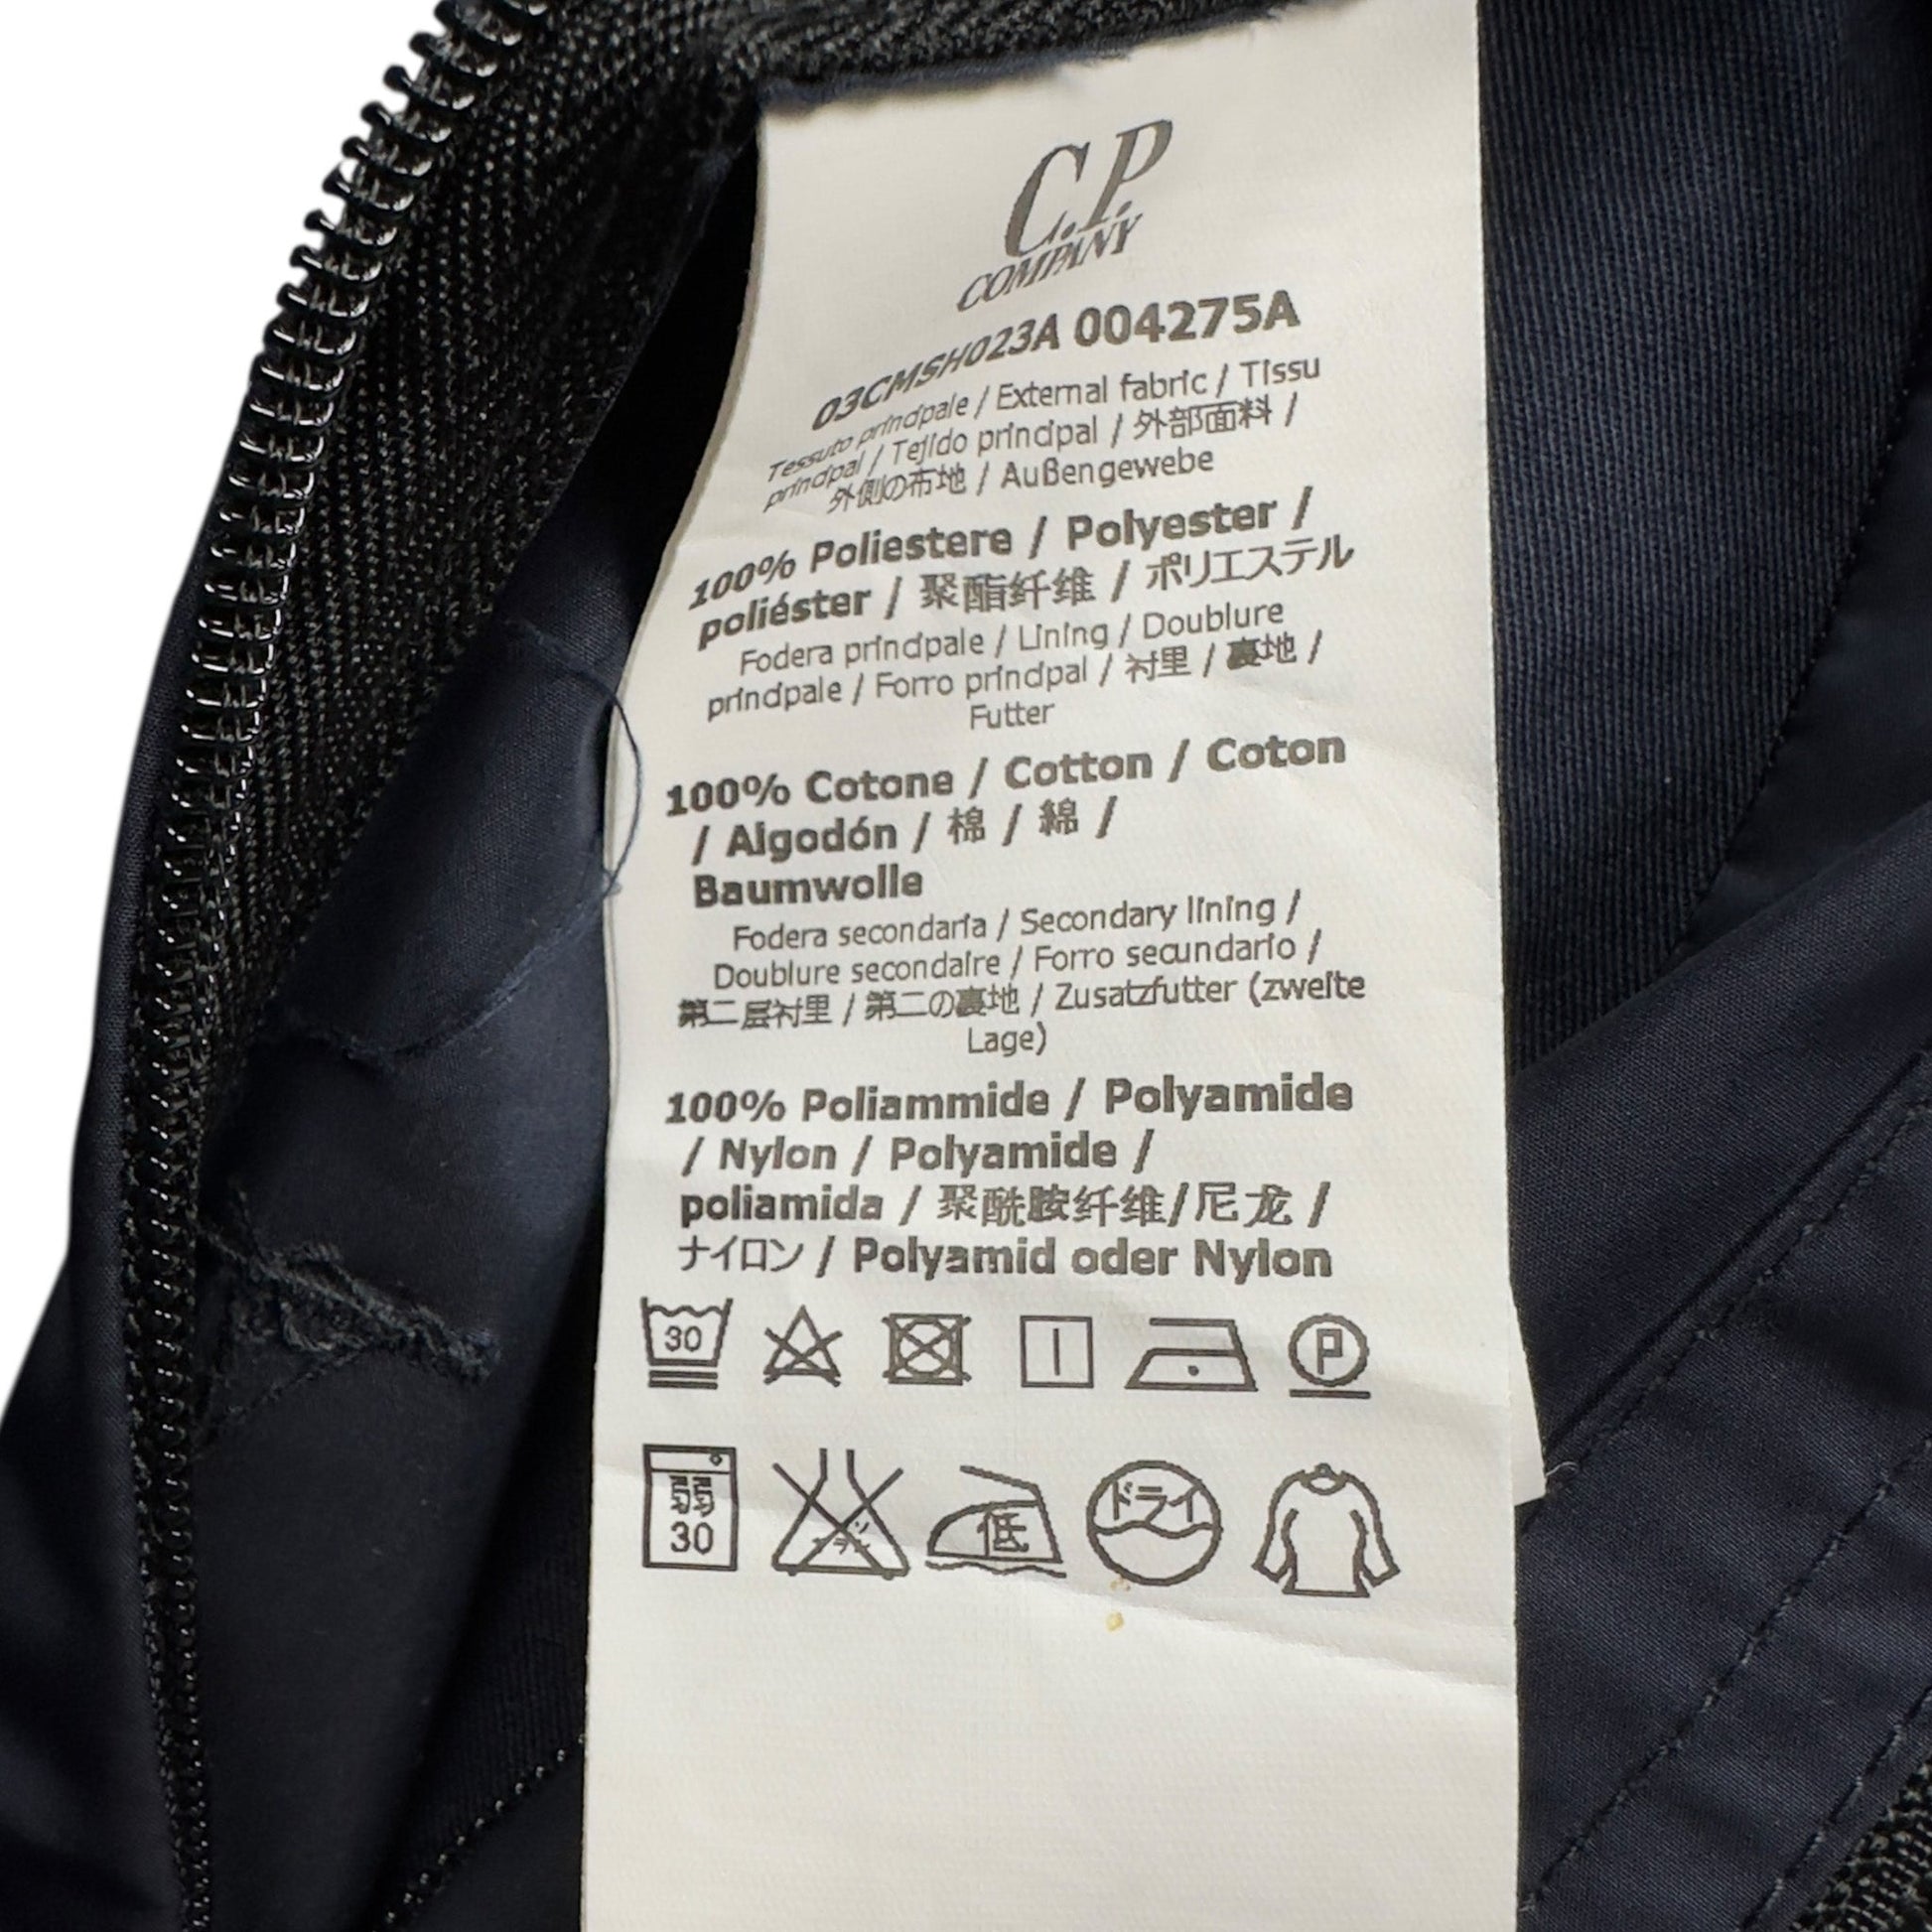 C.P.
COMPANY
03CMSH023A 004275A
Tessuto principale / External fabric / Tissu
principal / Tejido principal / 外部面料 /
外側の布地 / Außengewebe
100% Poliestere / Polyester /
poliéster / 聚酯纤维 / ポリエステル
Fodera principale / Lining / Doublure
principale / Forro principal / 衬里 / 裏地 /
Futter
100% Cotone / Cotton / Coton
/ Algodón / 棉 / 綿 /
Baumwolle
Fodera secondaria / Secondary lining /
Doublure secondaire / Forro secundario /
第二层衬里 / 第二の裏地 / Zusatzfutter (zweite
Lage)
100% Poliammide / Polyamide
/ Nylon / Polyamide /
poliamida / 聚酰胺纤维/尼龙 /
ナイロン / Polyamid oder Nylon
30 P
弱 低 ドライ
30